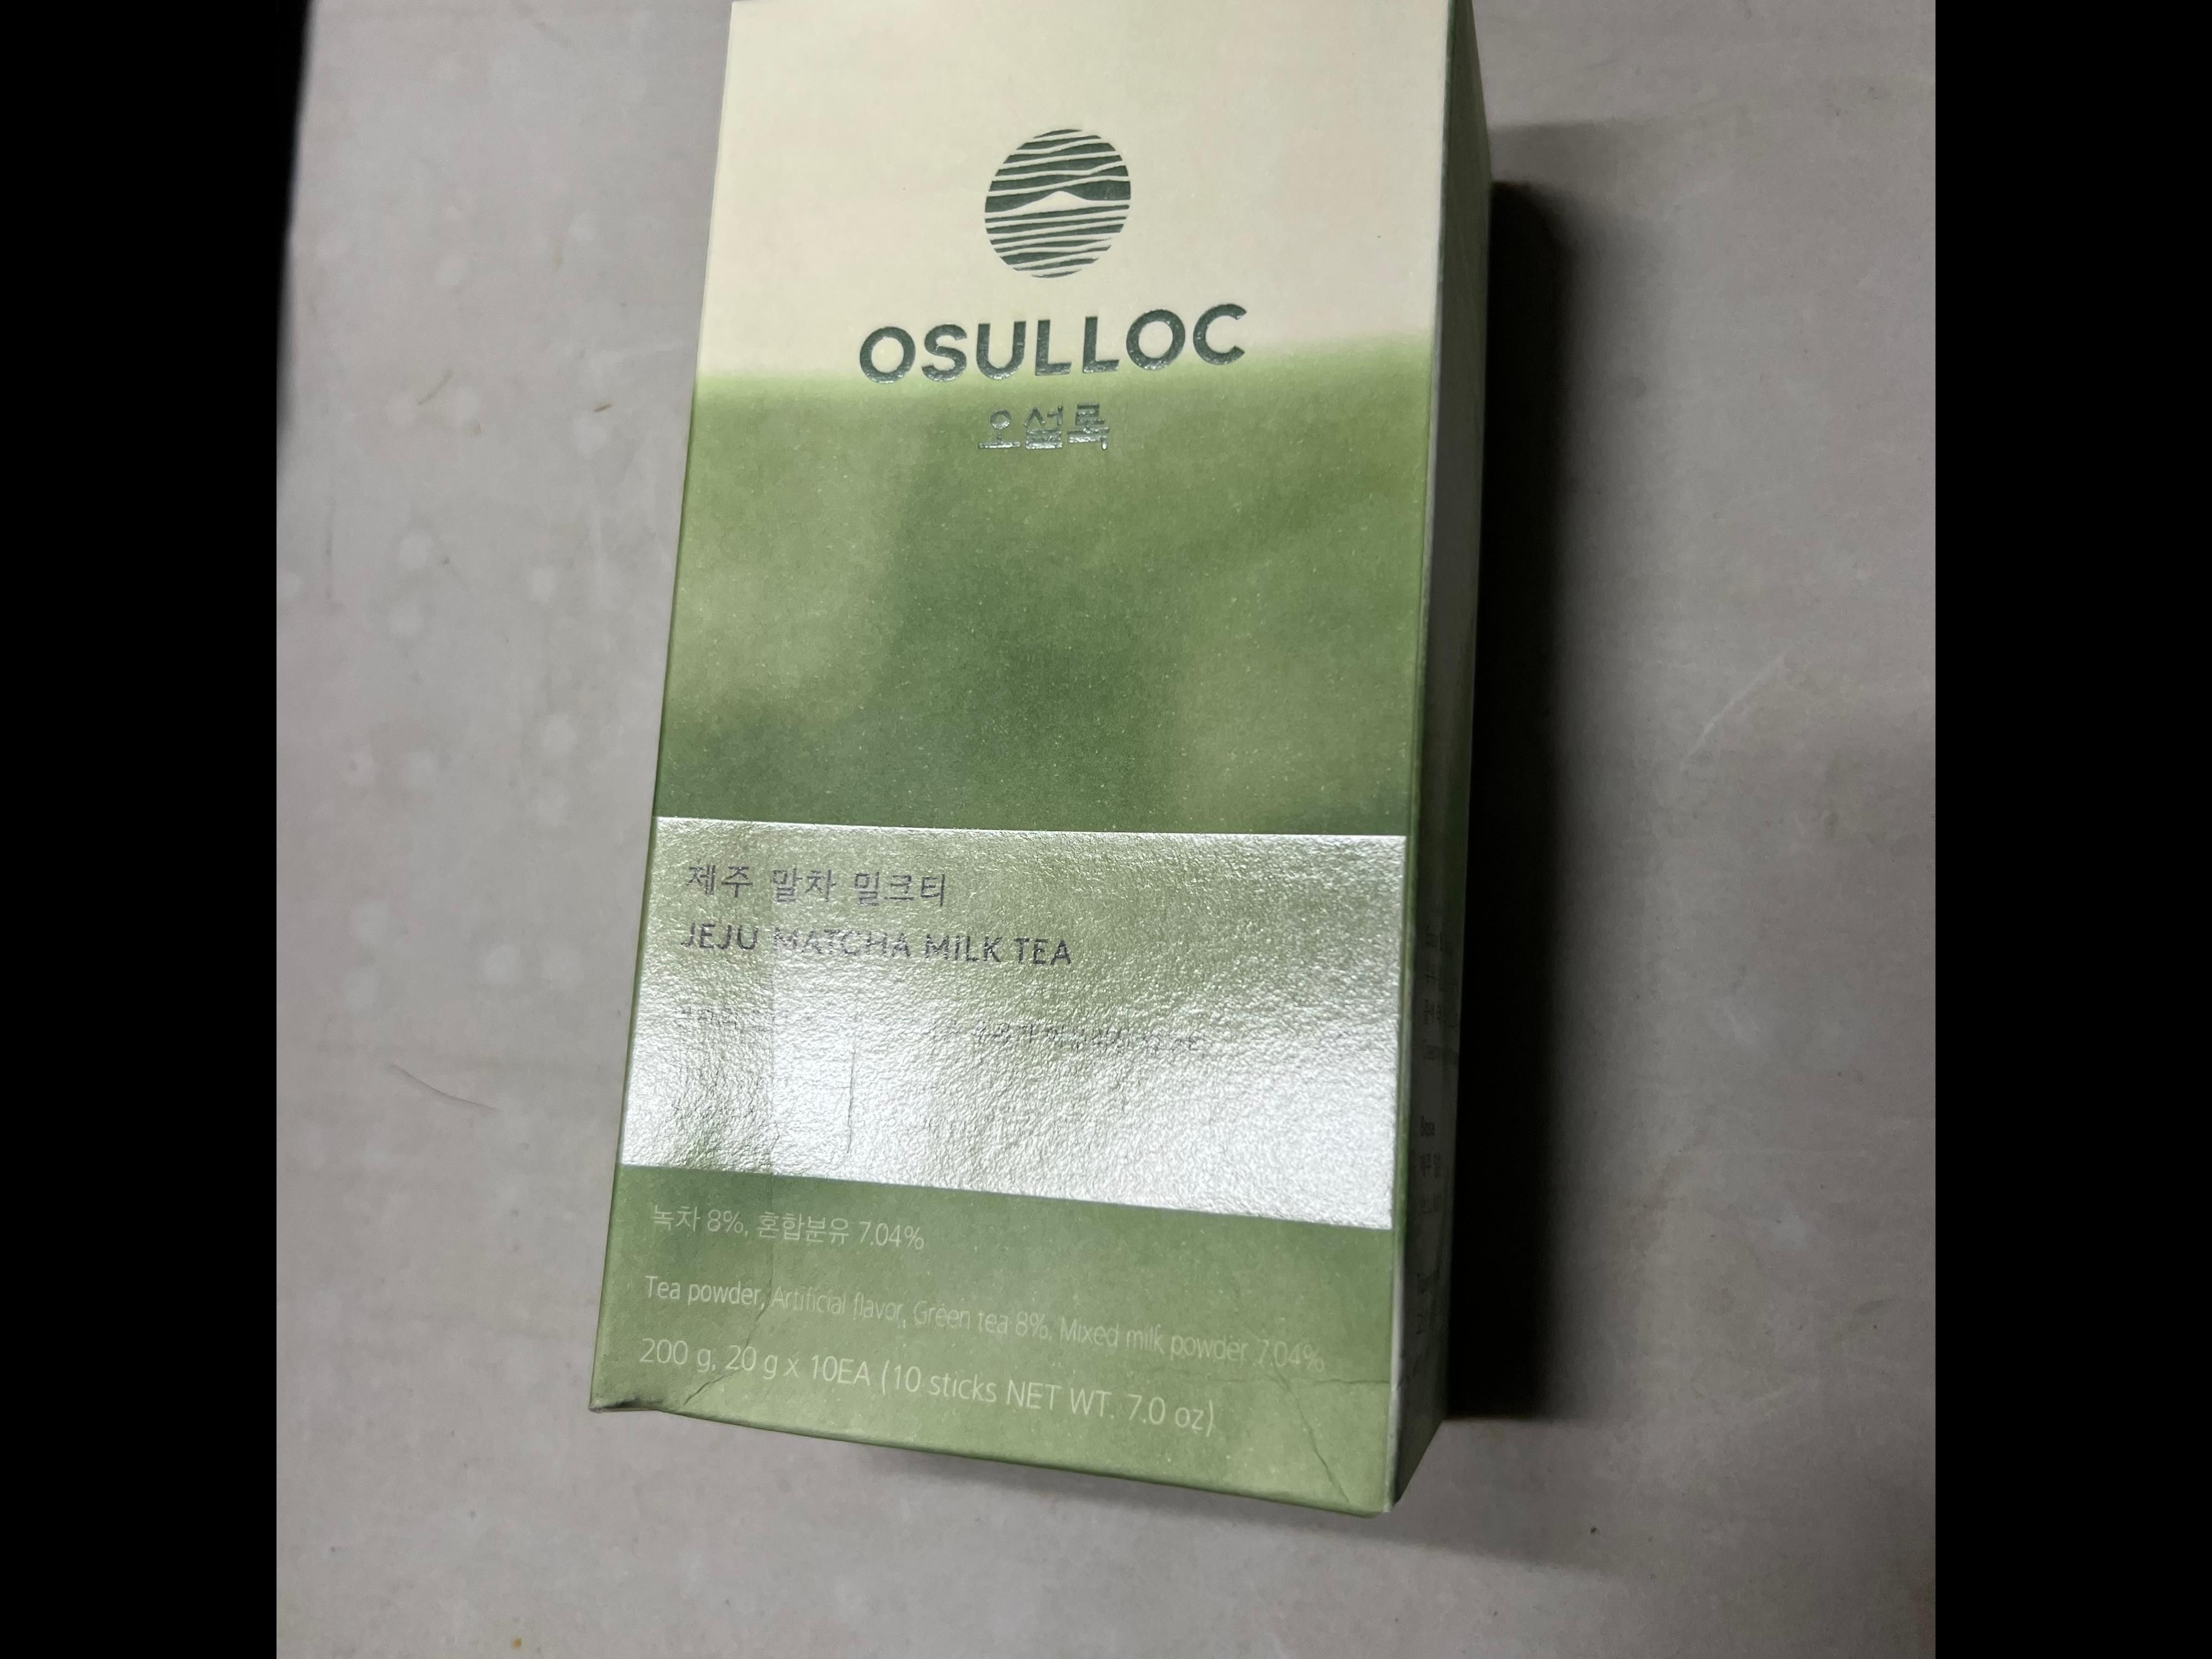 OSULLOC
오설록
제주 말차 밀크티
JEJU MATCHA MILK TEA
녹차 8%, 혼합분유 7.04%
Tea powder, Artificial flavor, Green tea 8%, Mixed milk powder 7.04%
200 g, 20 g x 10EA (10 sticks NET WT. 7.0 oz)